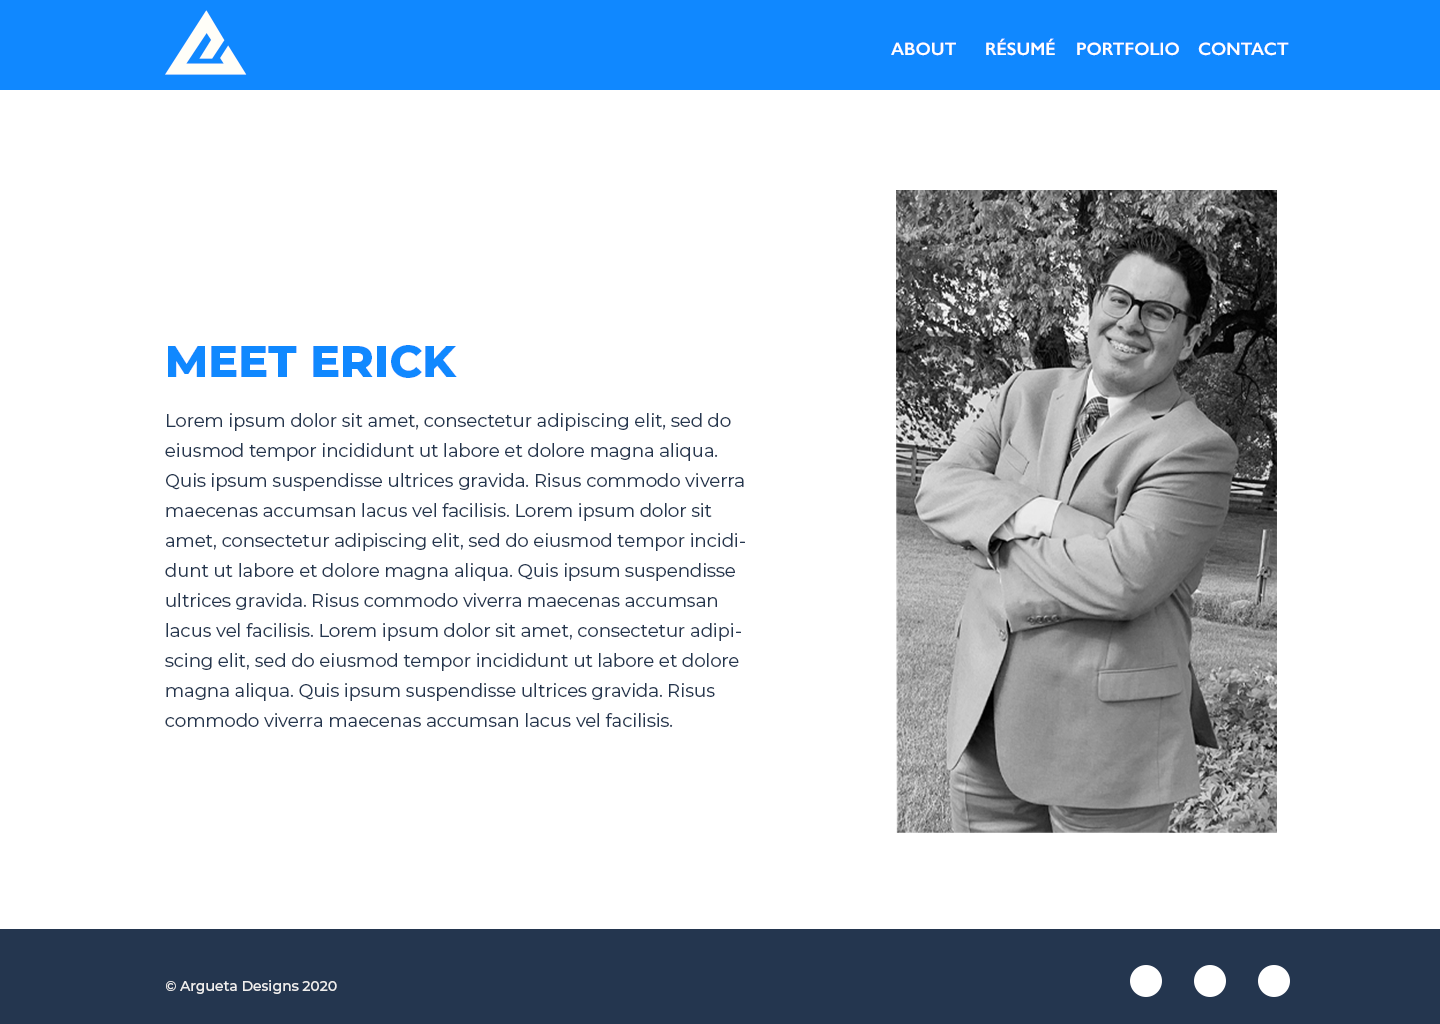 ABOUT RÉSUMÉ PORTFOLIO CONTACT
MEET ERICK
Lorem ipsum dolor sit amet, consectetur adipiscing elit, sed do
eiusmod tempor incididunt ut labore et dolore magna aliqua.
Quis ipsum suspendisse ultrices gravida. Risus commodo viverra
maecenas accumsan lacus vel facilisis. Lorem ipsum dolor sit
amet, consectetur adipiscing elit, sed do eiusmod tempor incidi-
dunt ut labore et dolore magna aliqua. Quis ipsum suspendisse
ultrices gravida. Risus commodo viverra maecenas accumsan
lacus vel facilisis. Lorem ipsum dolor sit amet, consectetur adipi-
scing elit, sed do eiusmod tempor incididunt ut labore et dolore
magna aliqua. Quis ipsum suspendisse ultrices gravida. Risus
commodo viverra maecenas accumsan lacus vel facilisis.
© Argueta Designs 2020